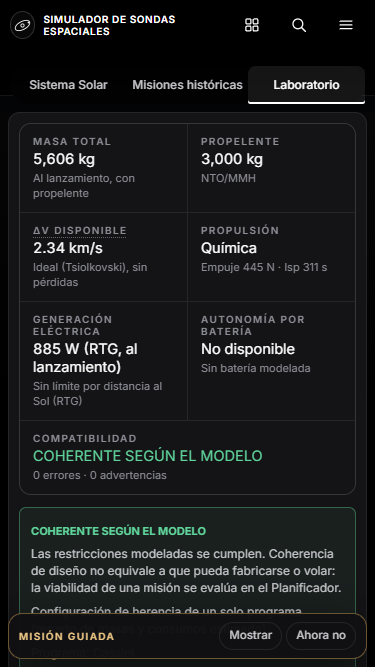 SIMULADOR DE SONDAS
ESPACIALES
Sistema Solar
Misiones históricas
Laboratorio
MASA TOTAL
5,606 kg
Al lanzamiento, con
propelente
PROPELENTE
3,000 kg
NTO/MMH
ΔV DISPONIBLE
2.34 km/s
Ideal (Tsiolkovski), sin
pérdidas
PROPULSIÓN
Química
Empuje 445 N · Isp 311 s
GENERACIÓN
ELÉCTRICA
885 W (RTG, al
lanzamiento)
Sin límite por distancia al
Sol (RTG)
AUTONOMÍA POR
BATERÍA
No disponible
Sin batería modelada
COMPATIBILIDAD
COHERENTE SEGÚN EL MODELO
0 errores · 0 advertencias
COHERENTE SEGÚN EL MODELO
Las restricciones modeladas se cumplen. Coherencia
de diseño no equivale a que pueda fabricarse o volar:
la viabilidad de una misión se evalúa en el Planificador.
Configuración de herencia de un solo programa
MISIÓN GUIADA
Mostrar
Ahora no